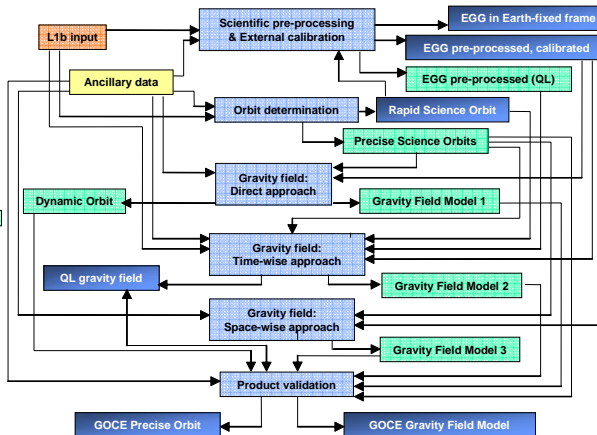 Scientific pre-processing
& External calibration
EGG in Earth-fixed frame
L1b input
EGG pre-processed, calibrated
Ancillary data
EGG pre-processed (QL)
Orbit determination
Rapid Science Orbit
Precise Science Orbits
Gravity field:
Direct approach
Dynamic Orbit
Gravity Field Model 1
Gravity field:
Time-wise approach
QL gravity field
Gravity Field Model 2
Gravity field:
Space-wise approach
Gravity Field Model 3
Product validation
GOCE Precise Orbit
GOCE Gravity Field Model